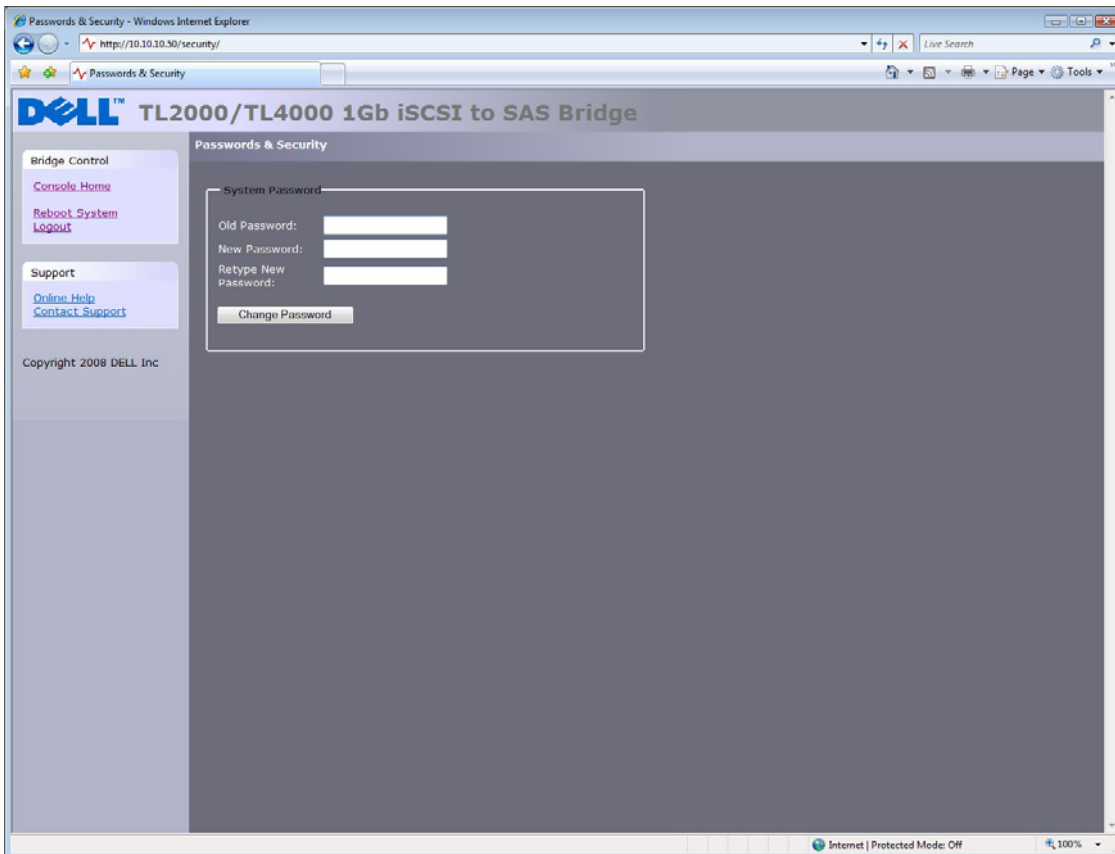 Passwords & Security - Windows Internet Explorer
http://10.10.10.50/security/
Live Search
Passwords & Security
Page
Tools
DELL™ TL2000/TL4000 1Gb iSCSI to SAS Bridge
Passwords & Security
Bridge Control
Console Home
Reboot System
Logout
Support
Online Help
Contact Support
Copyright 2008 DELL Inc
System Password
Old Password:
New Password:
Retype New
Password:
Change Password
Internet | Protected Mode: Off
100%